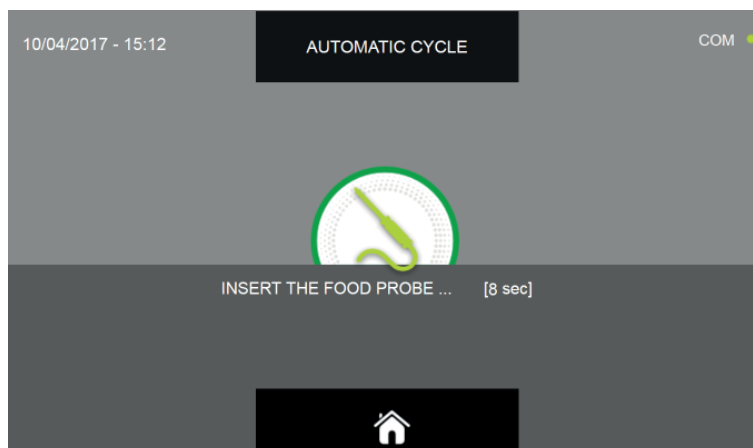 10/04/2017 - 15:12
AUTOMATIC CYCLE
COM
INSERT THE FOOD PROBE ... [8 sec]